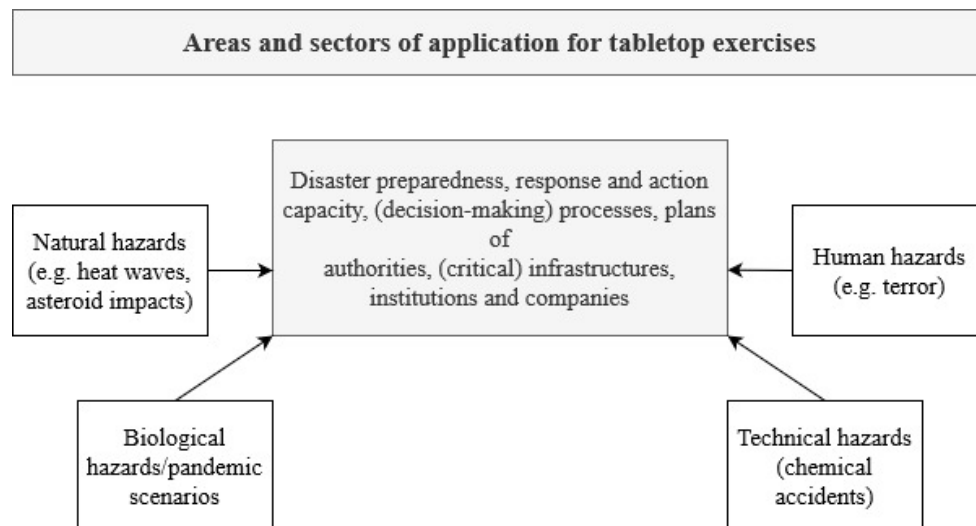 Areas and sectors of application for tabletop exercises
Disaster preparedness, response and action
capacity, (decision-making) processes, plans
of
authorities, (critical) infrastructures,
institutions and companies
Natural hazards
(e.g. heat waves,
asteroid impacts)
Human hazards
(e.g. terror)
Biological
hazards/pandemic
scenarios
Technical hazards
(chemical
accidents)